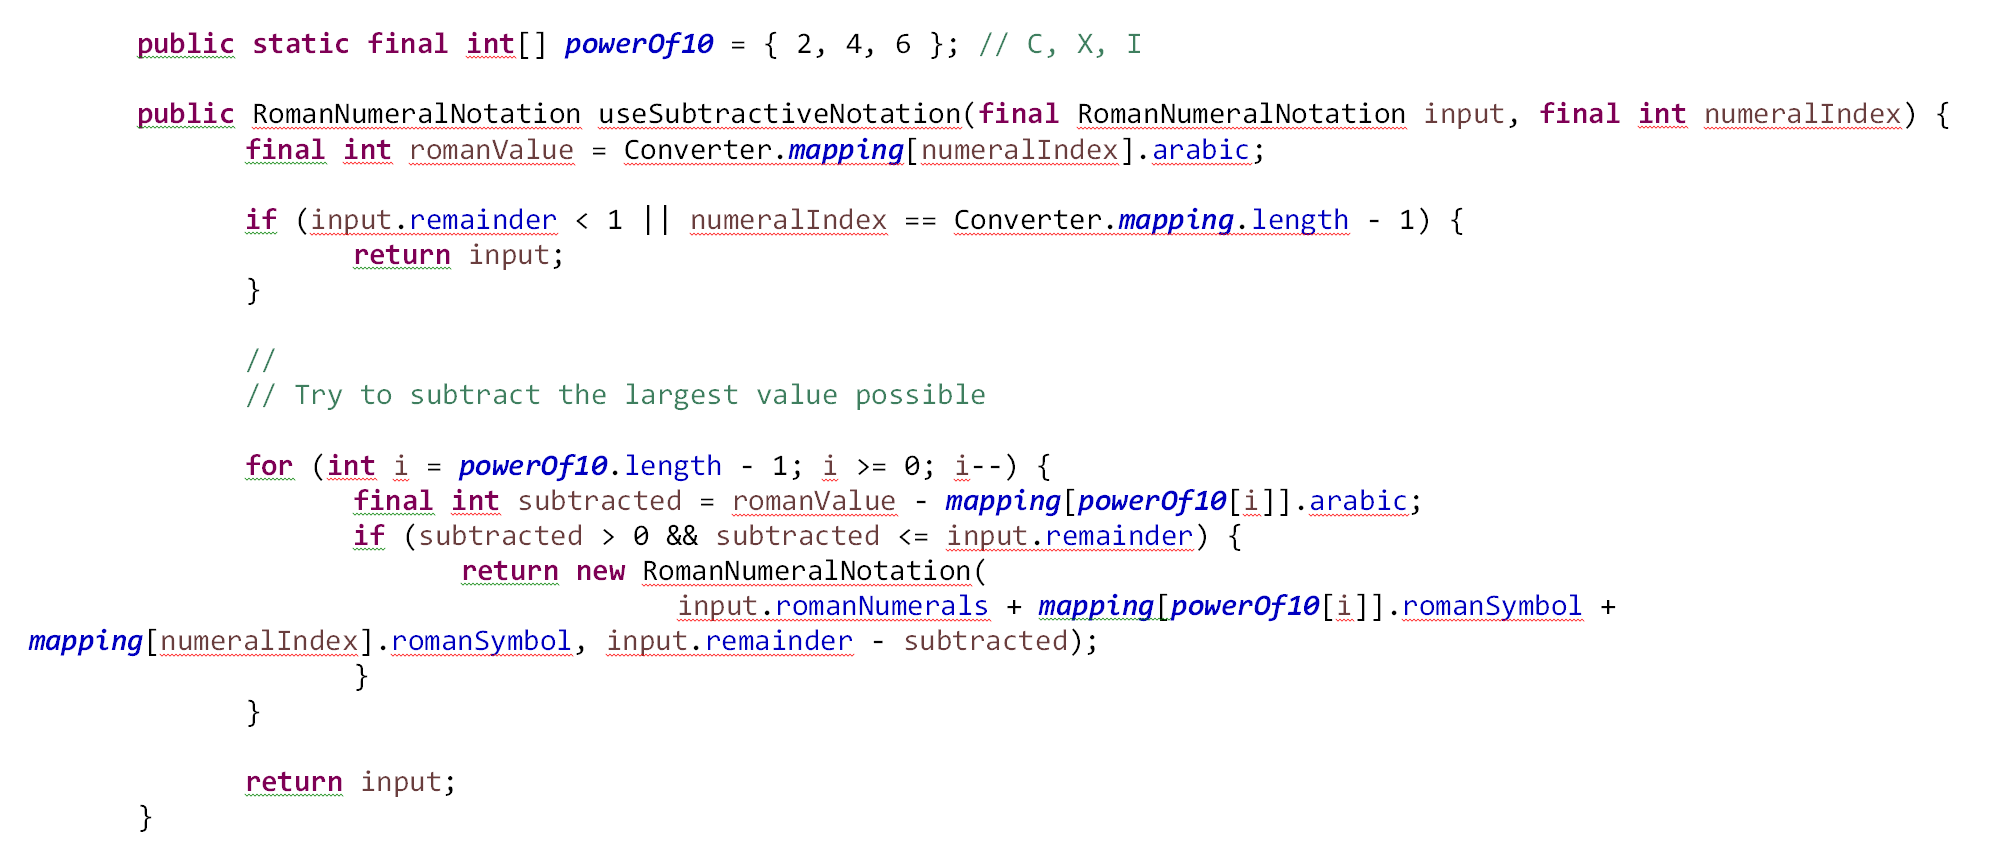 public static final int[] powerOf10 = { 2, 4, 6 }; // C, X, I
public RomanNumeralNotation useSubtractiveNotation(final RomanNumeralNotation input, final int numeralIndex) {
final int romanValue = Converter.mapping[numeralIndex].arabic;
if (input.remainder < 1 || numeralIndex == Converter.mapping.length - 1) {
return input;
}
//
// Try to subtract the largest value possible
for (int i = powerOf10.length - 1; i >= 0; i--) {
final int subtracted = romanValue - mapping[powerOf10[i]].arabic;
if (subtracted > 0 && subtracted <= input.remainder) {
return new RomanNumeralNotation(
input.romanNumerals + mapping[powerOf10[i]].romanSymbol +
mapping[numeralIndex].romanSymbol, input.remainder - subtracted);
}
}
return input;
}